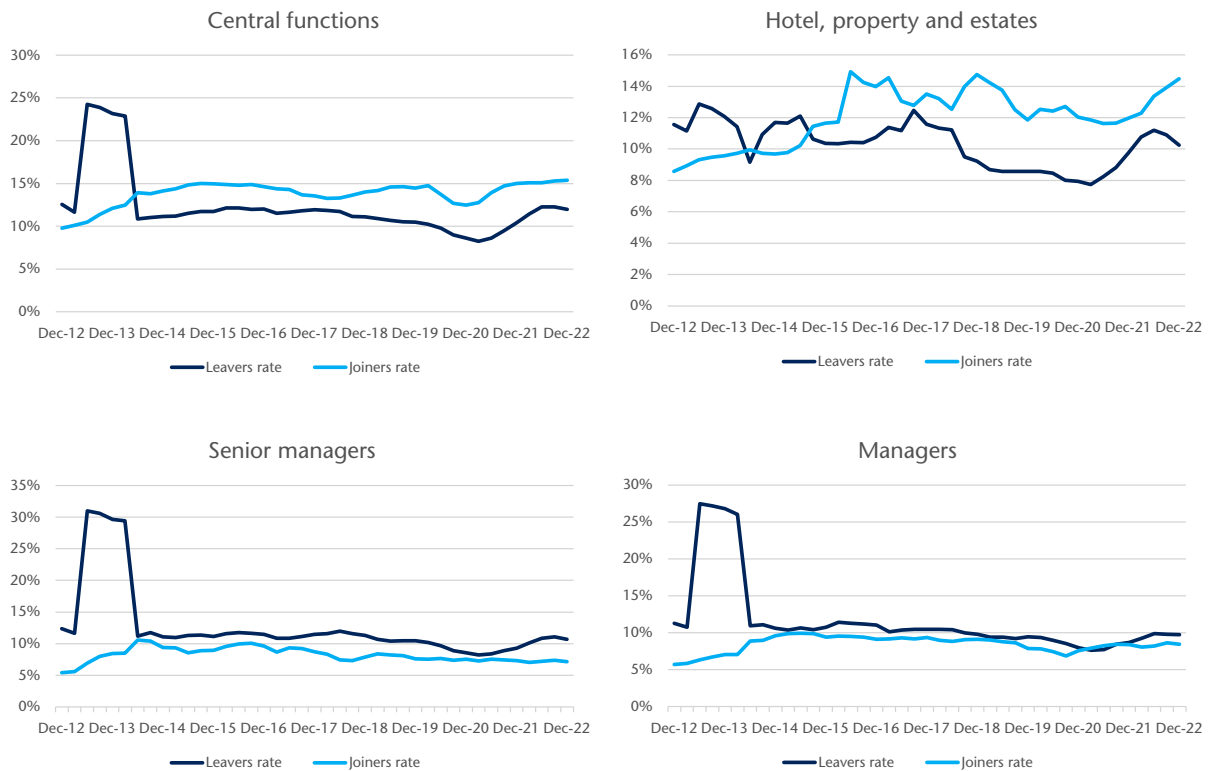 Central functions
30%
25%
20%
15%
10%
5%
0%
Dec-12 Dec-13 Dec-14 Dec-15 Dec-16 Dec-17 Dec-18 Dec-19 Dec-20 Dec-21 Dec-22
Leavers rate Joiners rate
Hotel, property and estates
16%
14%
12%
10%
8%
6%
4%
2%
0%
Dec-12 Dec-13 Dec-14 Dec-15 Dec-16 Dec-17 Dec-18 Dec-19 Dec-20 Dec-21 Dec-22
Leavers rate Joiners rate
Senior managers
35%
30%
25%
20%
15%
10%
5%
0%
Dec-12 Dec-13 Dec-14 Dec-15 Dec-16 Dec-17 Dec-18 Dec-19 Dec-20 Dec-21 Dec-22
Leavers rate Joiners rate
Managers
30%
25%
20%
15%
10%
5%
0%
Dec-12 Dec-13 Dec-14 Dec-15 Dec-16 Dec-17 Dec-18 Dec-19 Dec-20 Dec-21 Dec-22
Leavers rate Joiners rate